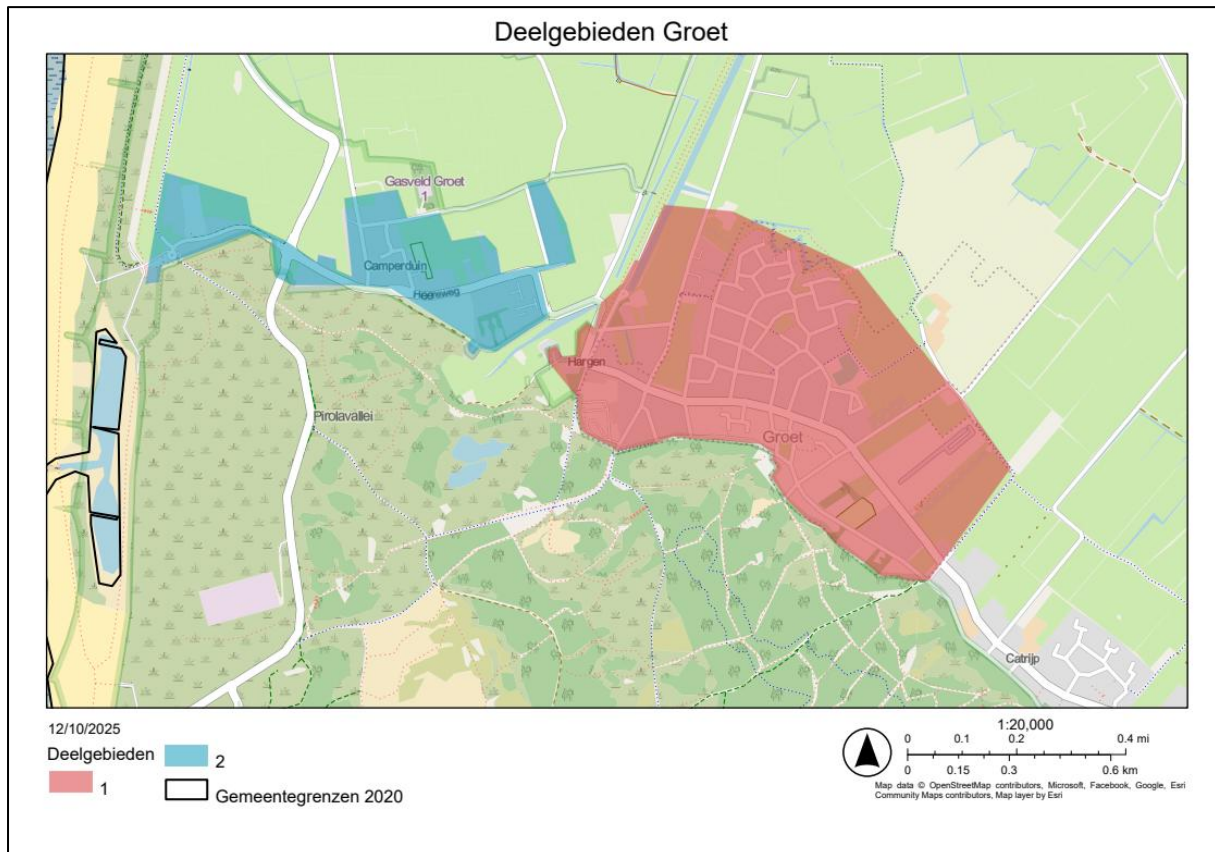 Deelgebieden Groet
Gasveld Groet
1
Camperduin
Heereweg
Hargen
Pirolavallei
Groet
Catrijp
12/10/2025
Deelgebieden
1
2
Gemeentegrenzen 2020
1:20,000
0 0.1 0.2 0.4 mi
0 0.15 0.3 0.6 km
Map data © OpenStreetMap contributors, Microsoft, Facebook, Google, Esri
Community Maps contributors, Map layer by Esri